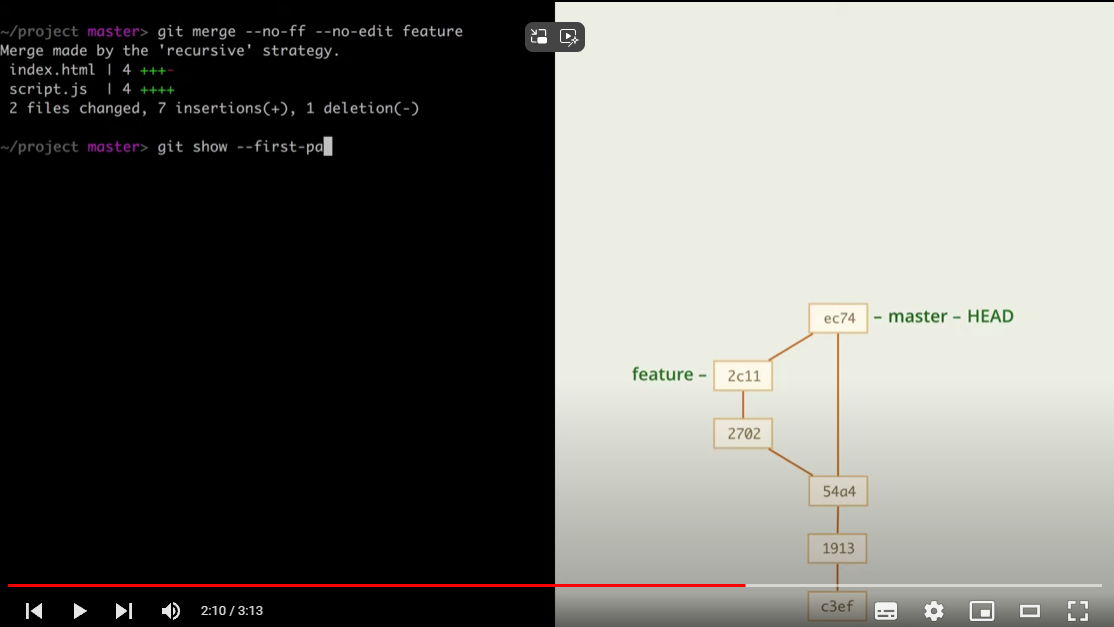 ~/project master> git merge --no-ff --no-edit feature
Merge made by the 'recursive' strategy.
index.html | 4 +++-
script.js | 4 ++++
2 files changed, 7 insertions(+), 1 deletion(-)
~/project master> git show --first-pa
ec74 – master – HEAD
feature – 2c11
2702
54a4
1913
c3ef
2:10 / 3:13